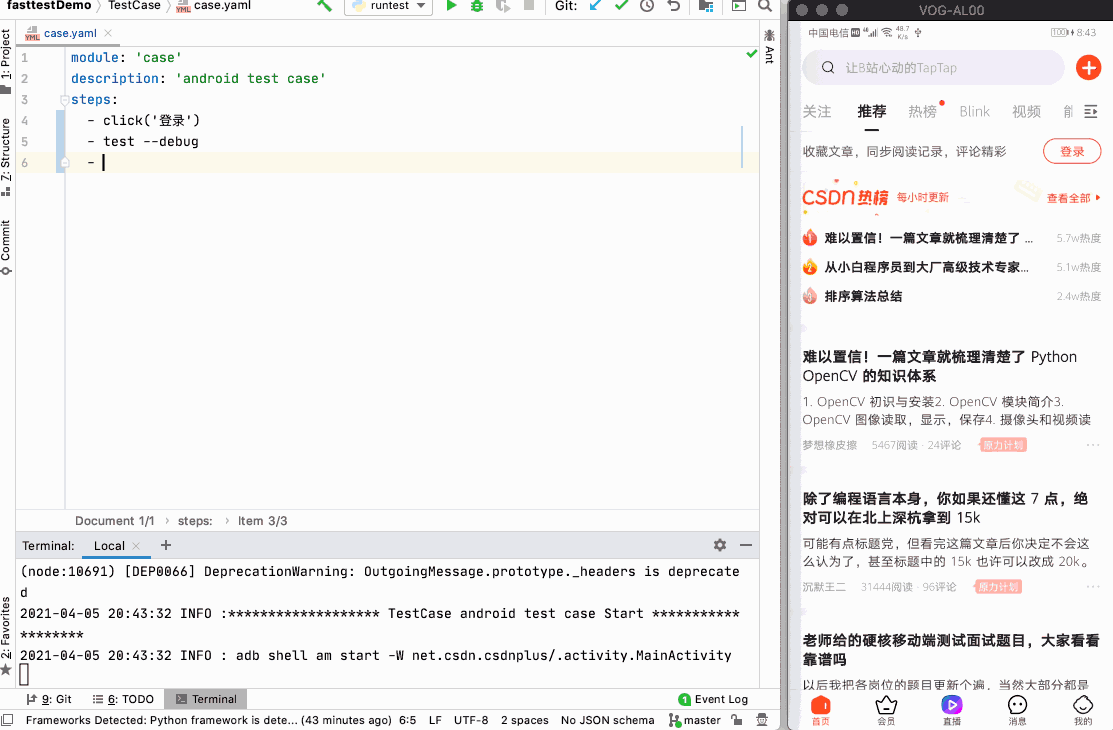 fasttestDemo
TestCase
case.yaml
runtest
Git:
case.yaml
1: Project
7: Structure
Commit
2: Favorites
Ant
1 module: 'case'
2 description: 'android test case'
3 steps:
4 - click('登录')
5 - test --debug
6 -
Document 1/1
steps:
Item 3/3
Terminal:
Local
(node:10691) [DEP0066] DeprecationWarning: OutgoingMessage.prototype._headers is deprecate
d
2021-04-05 20:43:32 INFO :******************* TestCase android test case Start ***********
********
2021-04-05 20:43:32 INFO : adb shell am start -W net.csdn.csdnplus/.activity.MainActivity
9: Git
6: TODO
Terminal
1 Event Log
Frameworks Detected: Python framework is dete... (43 minutes ago)
6:5
LF
UTF-8
2 spaces
No JSON schema
master
VOG-AL00
中国电信 HD 4G 48.7 K/s
100 8:43
让B站心动的TapTap
关注
推荐
热榜
Blink
视频
收藏文章，同步阅读记录，评论精彩
登录
CSDN热榜
每小时更新
查看全部
1 难以置信！一篇文章就梳理清楚了 ...
5.7w热度
2 从小白程序员到大厂高级技术专家...
5.1w热度
3 排序算法总结
2.4w热度
难以置信！一篇文章就梳理清楚了 Python
OpenCV 的知识体系
1. OpenCV 初识与安装2. OpenCV 模块简介3.
OpenCV 图像读取，显示，保存4. 摄像头和视频读
梦想橡皮擦 5467阅读 · 24评论 原力计划 ...
除了编程语言本身，你如果还懂这 7 点，绝
对可以在北上深杭拿到 15k
可能有点标题党，但看完这篇文章后你决定不会这
么认为了，甚至标题中的 15k 也许可以改成 20k。
沉默王二 31444阅读 · 96评论 原力计划 ...
老师给的硬核移动端测试面试题目，大家看看
靠谱吗
以后我把各岗位的题目更新个遍，当然大部分都是
首页
会员
直播
消息
我的